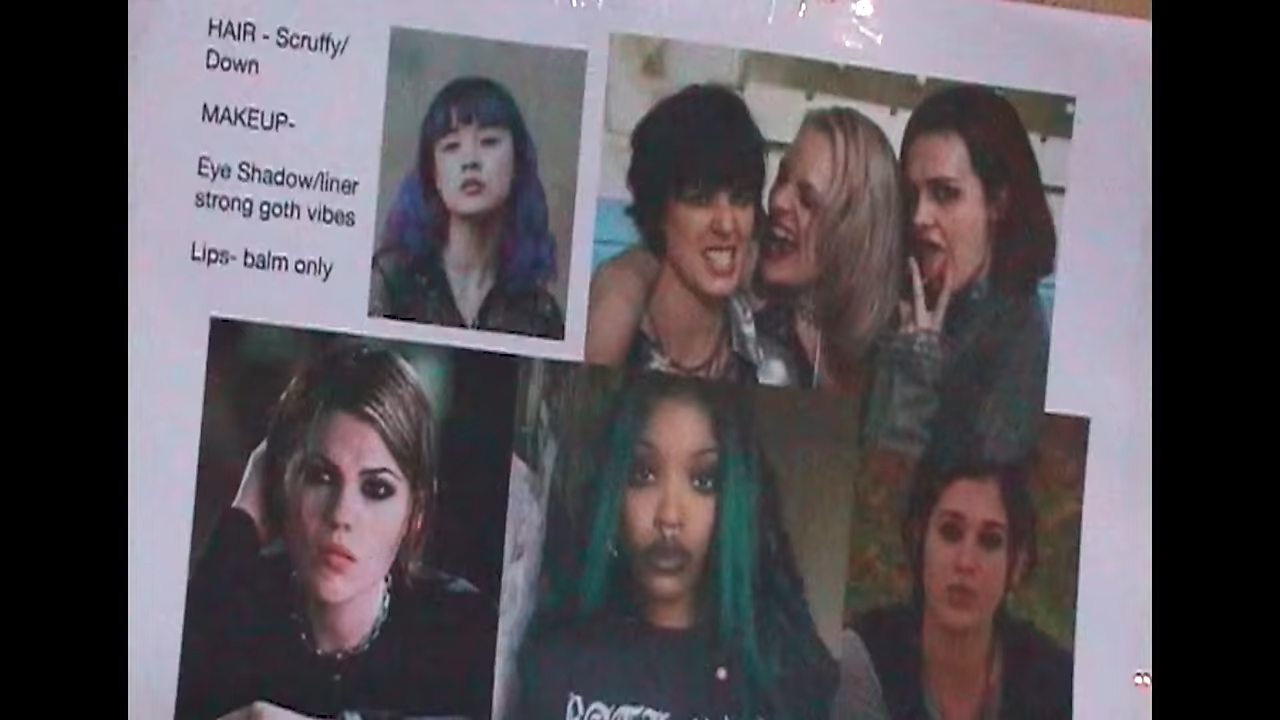 HAIR - Scruffy/
Down
MAKEUP-
Eye Shadow/liner
strong goth vibes
Lips- balm only